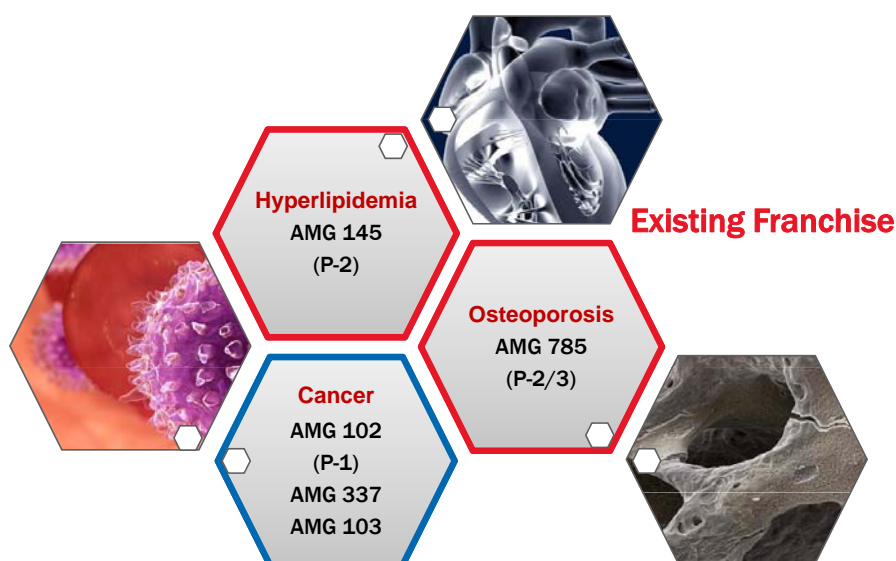 Hyperlipidemia
AMG 145
(P-2)
Existing Franchise
Osteoporosis
AMG 785
(P-2/3)
Cancer
AMG 102
(P-1)
AMG 337
AMG 103